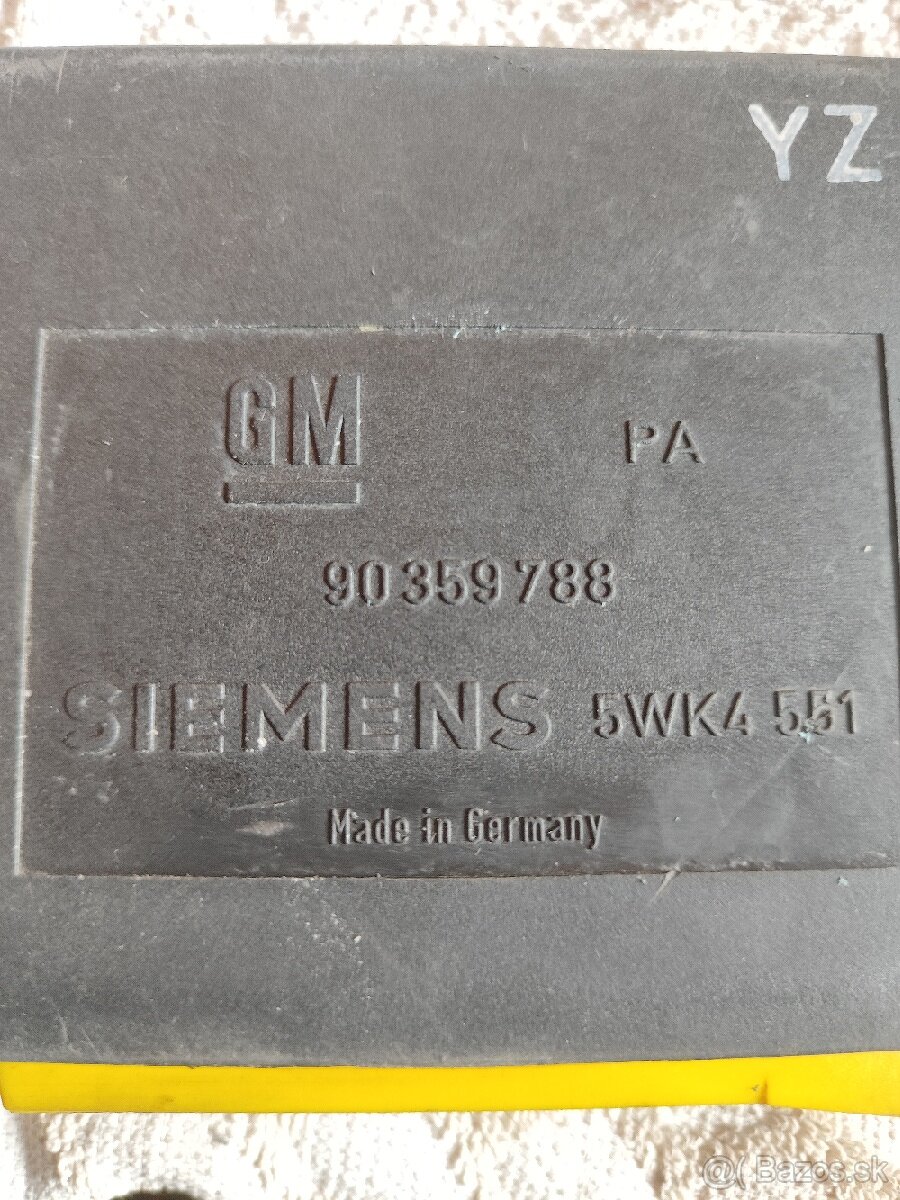 YZ
GM PA
90 359 788
SIEMENS 5WK4 551
Made in Germany
@( Bazos.sk